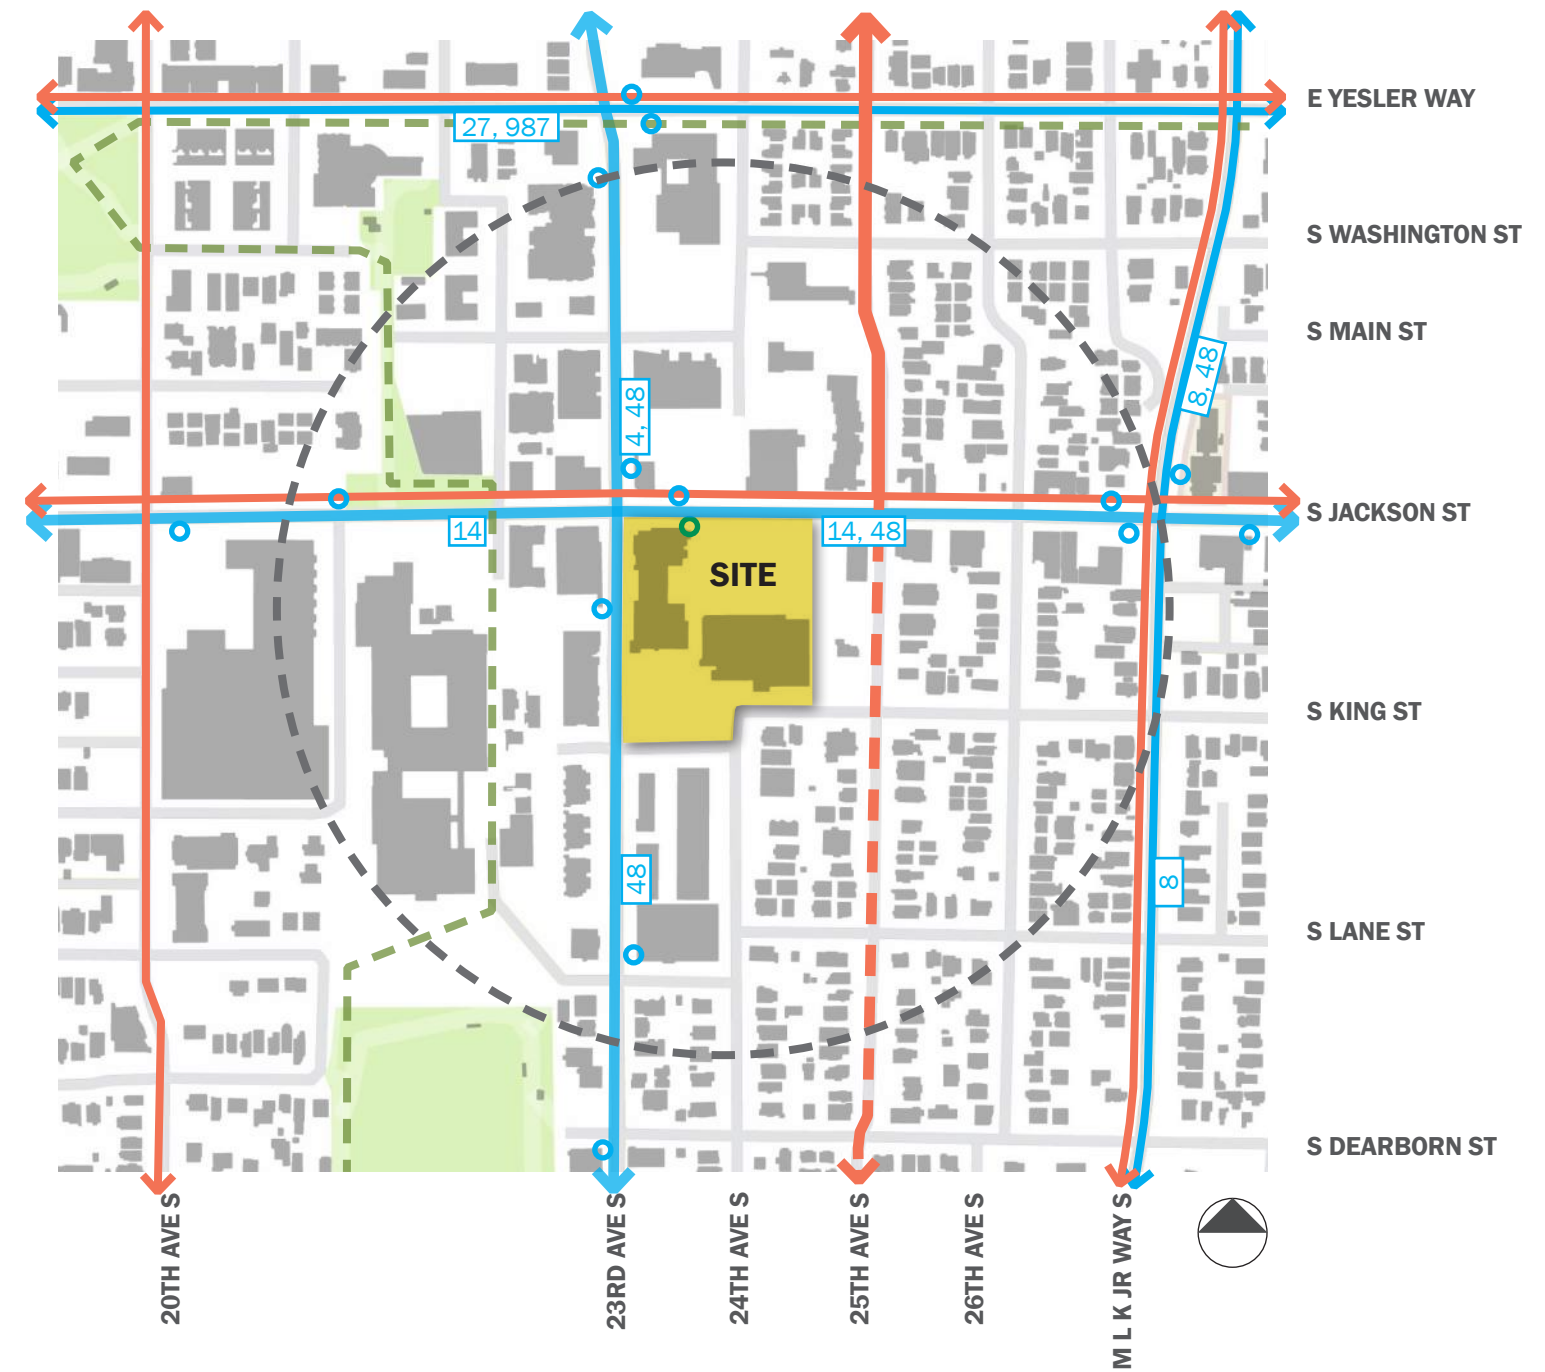 E YESLER WAY
27, 987
S WASHINGTON ST
S MAIN ST
8, 48
4, 48
S JACKSON ST
14
14, 48
SITE
S KING ST
48
8
S LANE ST
S DEARBORN ST
20TH AVE S
23RD AVE S
24TH AVE S
25TH AVE S
26TH AVE S
M L K JR WAY S